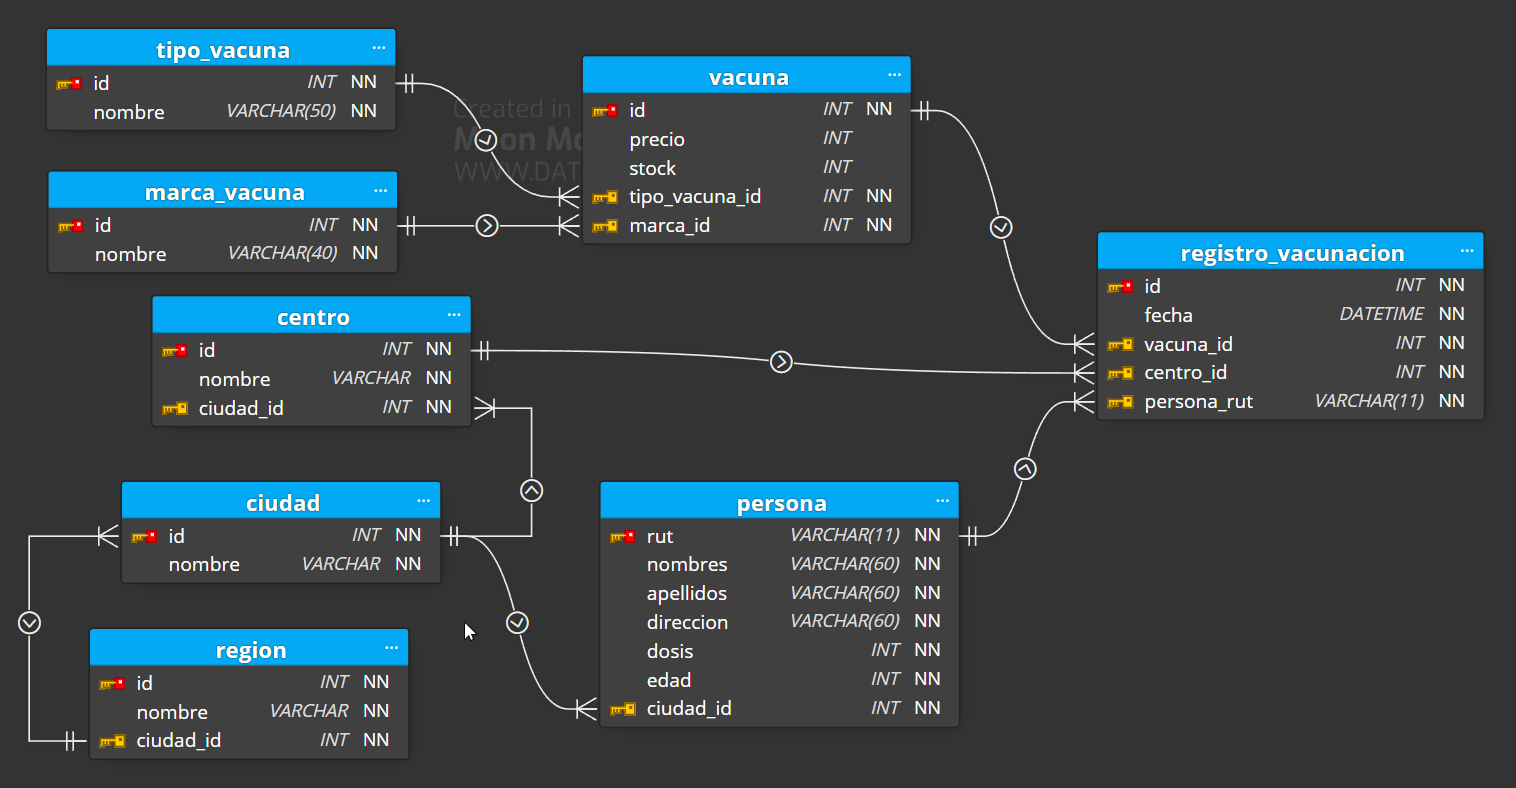 tipo_vacuna ...
id INT NN
nombre VARCHAR(50) NN
marca_vacuna ...
id INT NN
nombre VARCHAR(40) NN
Created in
WWW.DAT
vacuna ...
id INT NN
precio INT
stock INT
tipo_vacuna_id INT NN
marca_id INT NN
registro_vacunacion ...
id INT NN
fecha DATETIME NN
vacuna_id INT NN
centro_id INT NN
persona_rut VARCHAR(11) NN
centro ...
id INT NN
nombre VARCHAR NN
ciudad_id INT NN
ciudad ...
id INT NN
nombre VARCHAR NN
persona ...
rut VARCHAR(11) NN
nombres VARCHAR(60) NN
apellidos VARCHAR(60) NN
direccion VARCHAR(60) NN
dosis INT NN
edad INT NN
ciudad_id INT NN
region ...
id INT NN
nombre VARCHAR NN
ciudad_id INT NN